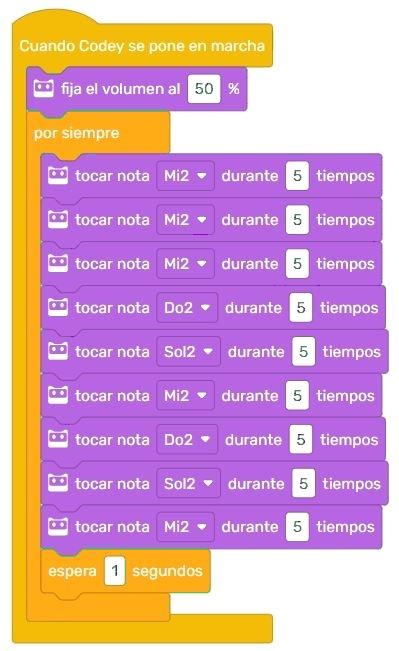 Cuando Codey se pone en marcha
fija el volumen al 50 %
por siempre
tocar nota Mi2 durante 5 tiempos
tocar nota Mi2 durante 5 tiempos
tocar nota Mi2 durante 5 tiempos
tocar nota Do2 durante 5 tiempos
tocar nota Sol2 durante 5 tiempos
tocar nota Mi2 durante 5 tiempos
tocar nota Do2 durante 5 tiempos
tocar nota Sol2 durante 5 tiempos
tocar nota Mi2 durante 5 tiempos
espera 1 segundos